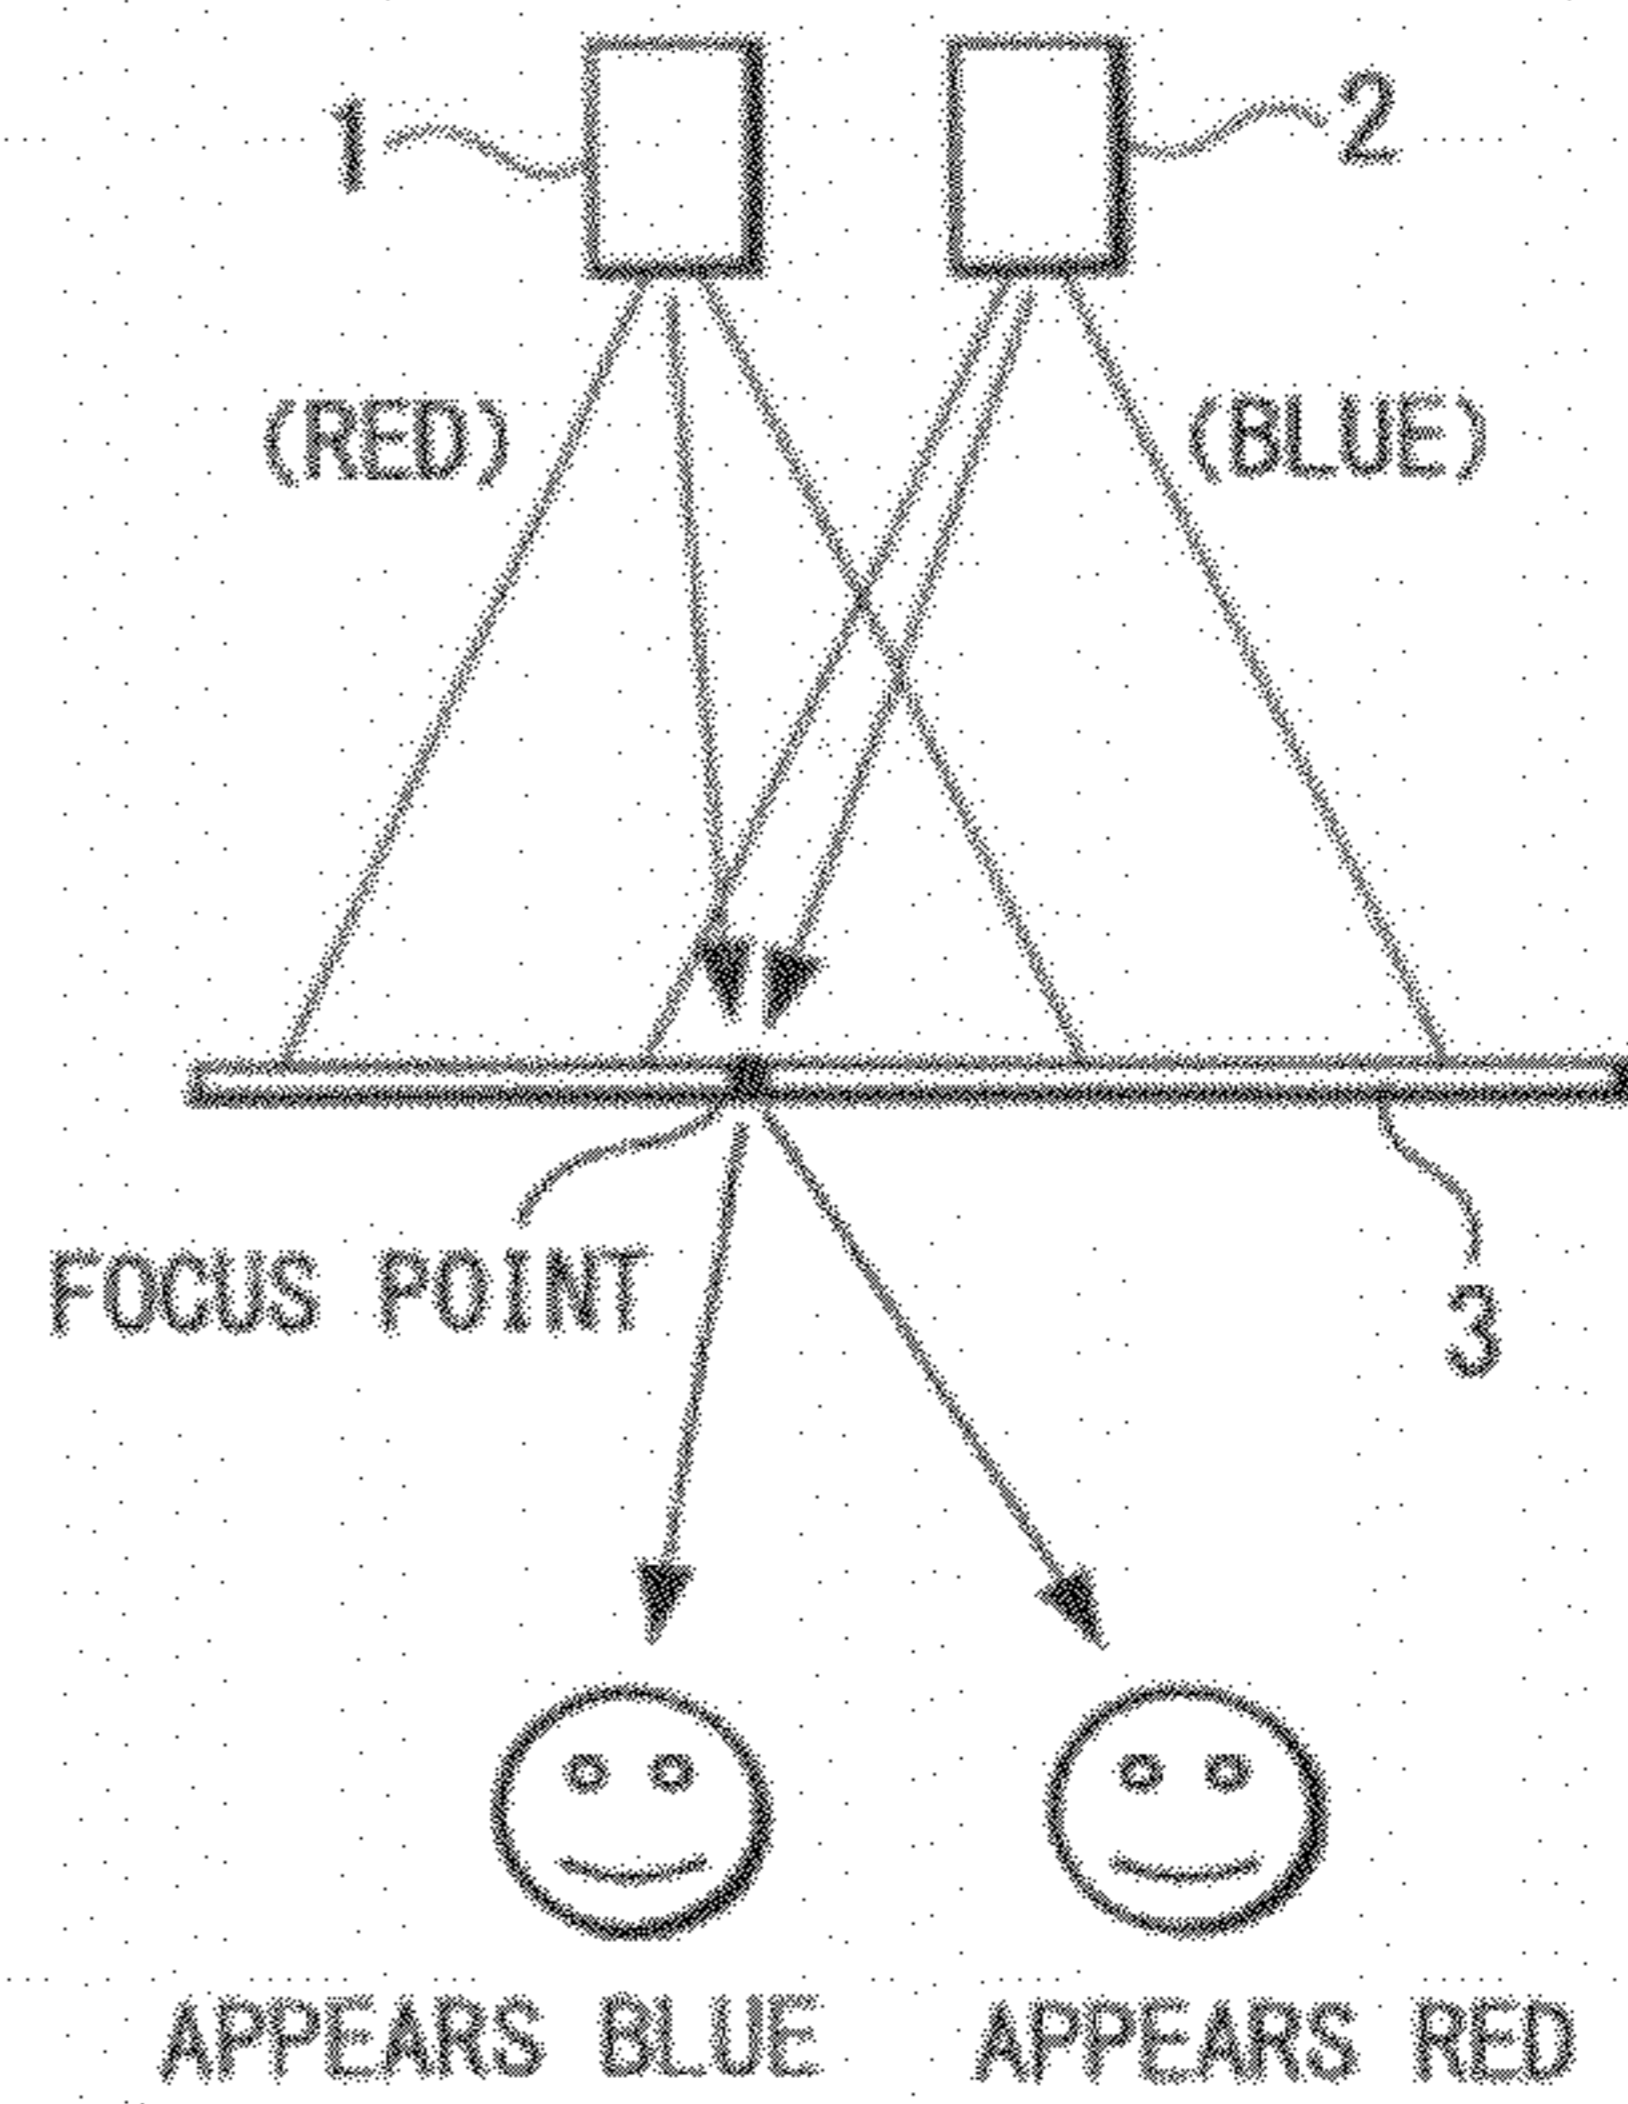 1
2
(RED)
(BLUE)
FOCUS POINT
3
APPEARS BLUE
APPEARS RED